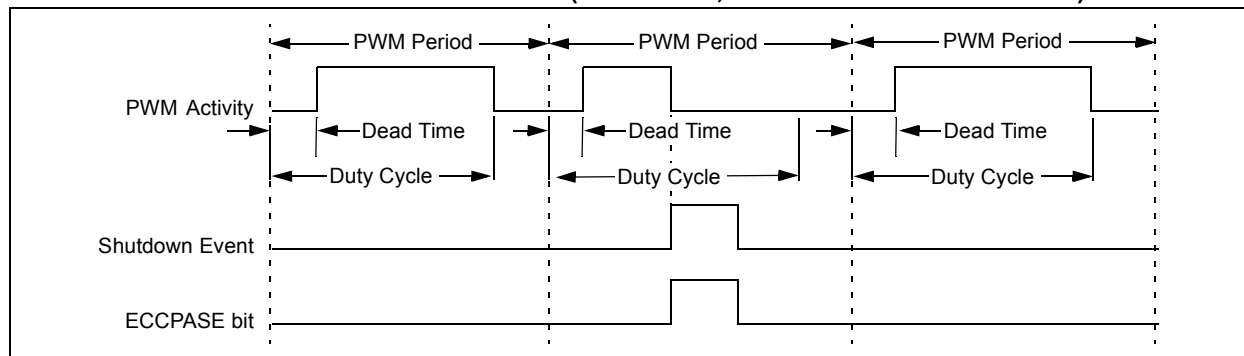 PWM Period PWM Period PWM Period
PWM Activity
Dead Time Dead Time Dead Time
Duty Cycle Duty Cycle Duty Cycle
Shutdown Event
ECCPASE bit